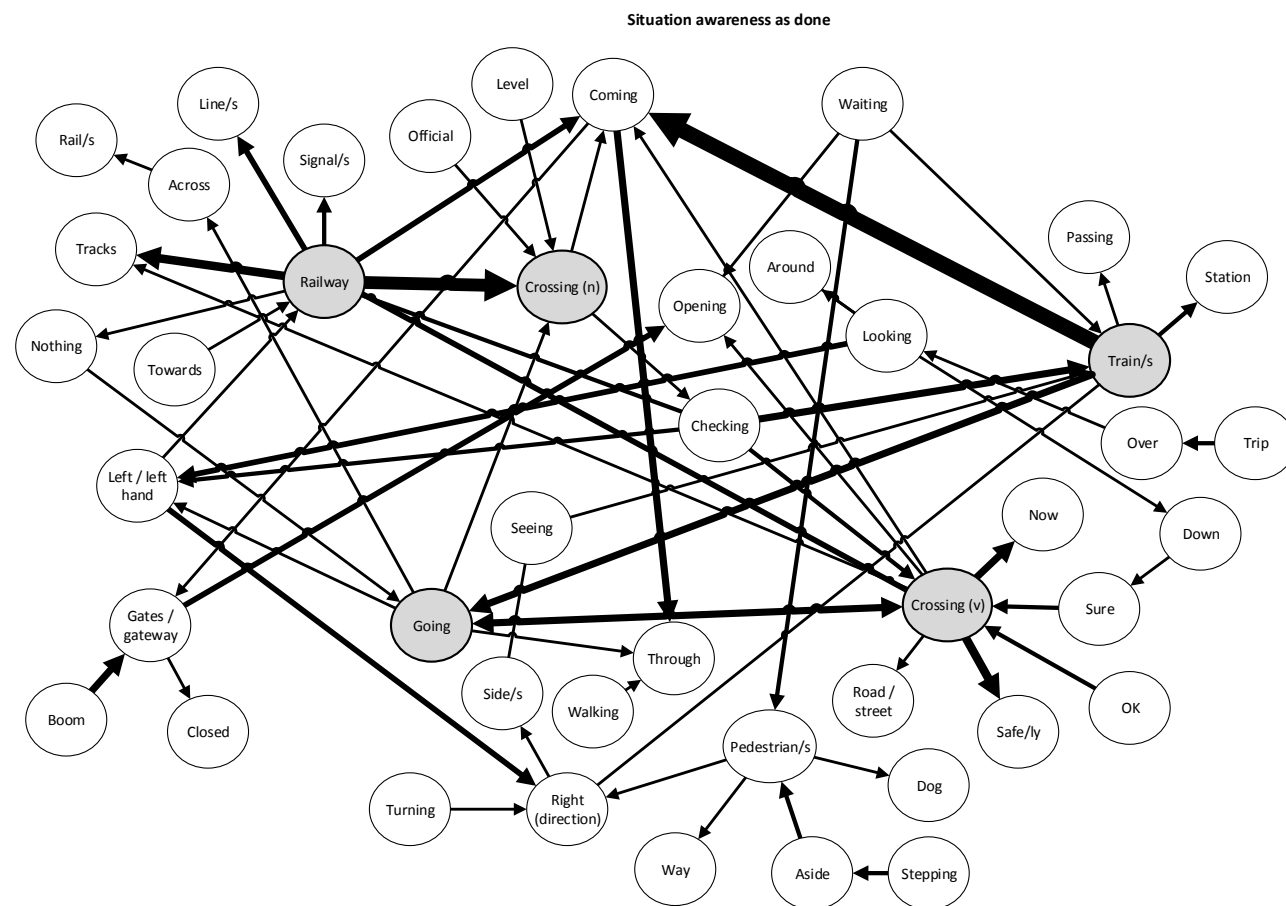 Situation awareness as done
Level
Coming
Waiting
Line/s
Official
Rail/s
Signal/s
Across
Passing
Tracks
Around
Station
Railway
Crossing (n)
Opening
Looking
Nothing
Train/s
Towards
Checking
Over
Trip
Left / left
hand
Seeing
Now
Down
Gates /
gateway
Going
Crossing (v)
Sure
Through
Side/s
Walking
Road /
street
OK
Boom
Closed
Safe/ly
Pedestrian/s
Dog
Turning
Right
(direction)
Way
Aside
Stepping